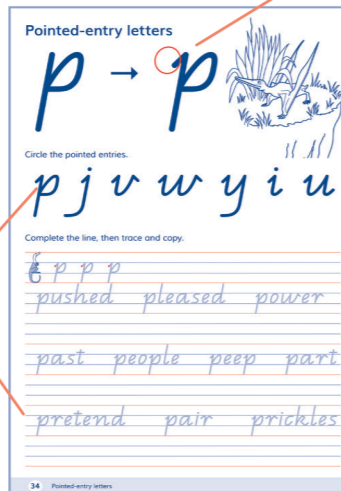 Pointed-entry letters
p → p
Circle the pointed entries.
p j v w y i u
Complete the line, then trace and copy.
p p p
pushed pleased power
past people peep part
pretend pair prickles
34 Pointed-entry letters